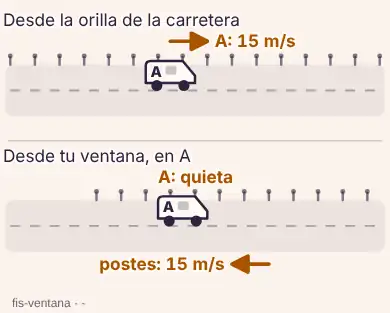 Desde la orilla de la carretera
A: 15 m/s
A
Desde tu ventana, en A
A: quieta
A
postes: 15 m/s
fis-ventana · -